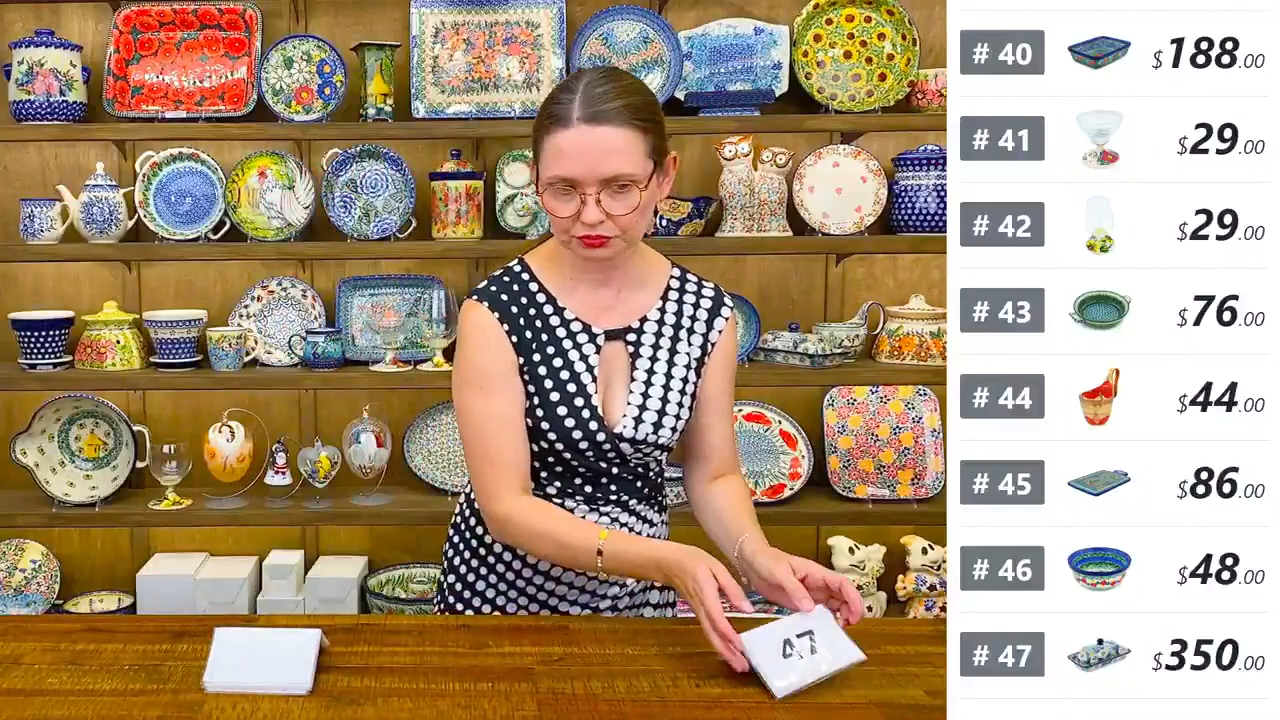 # 40 $188.00
# 41 $29.00
# 42 $29.00
# 43 $76.00
# 44 $44.00
# 45 $86.00
# 46 $48.00
# 47 $350.00
47